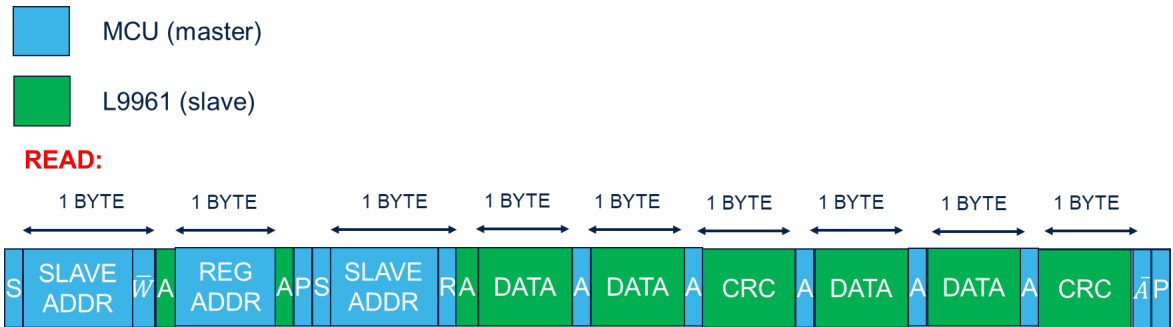 MCU (master)
L9961 (slave)
READ:
1 BYTE 1 BYTE 1 BYTE 1 BYTE 1 BYTE 1 BYTE 1 BYTE 1 BYTE 1 BYTE
S SLAVE ADDR W̅ A REG ADDR A P S SLAVE ADDR R A DATA A DATA A CRC A DATA A DATA A CRC A̅ P